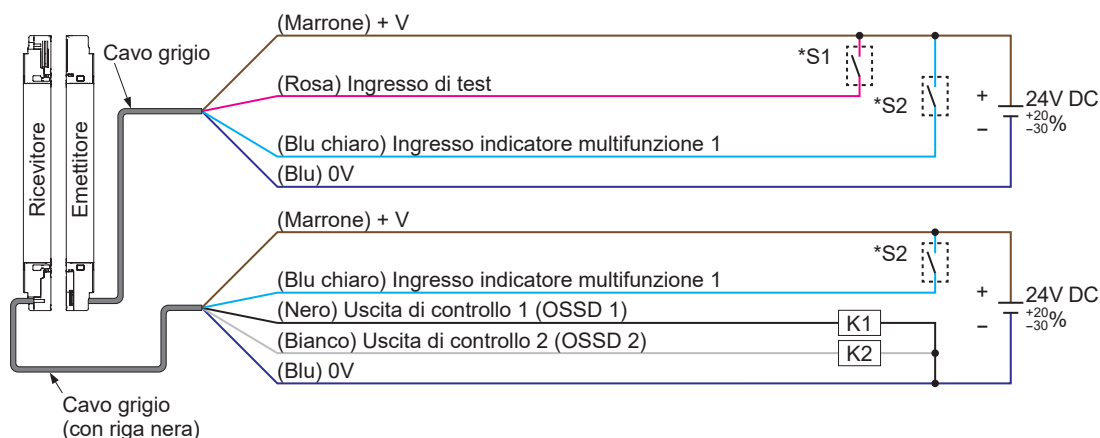 (Marrone) + V
Cavo grigio
*S1
(Rosa) Ingresso di test
*S2
+
24V DC
+20
−30 %
−
(Blu chiaro) Ingresso indicatore multifunzione 1
(Blu) 0V
Ricevitore
Emettitore
(Marrone) + V
*S2
(Blu chiaro) Ingresso indicatore multifunzione 1
+
24V DC
+20
−30 %
−
(Nero) Uscita di controllo 1 (OSSD 1)
K1
(Bianco) Uscita di controllo 2 (OSSD 2)
K2
(Blu) 0V
Cavo grigio
(con riga nera)